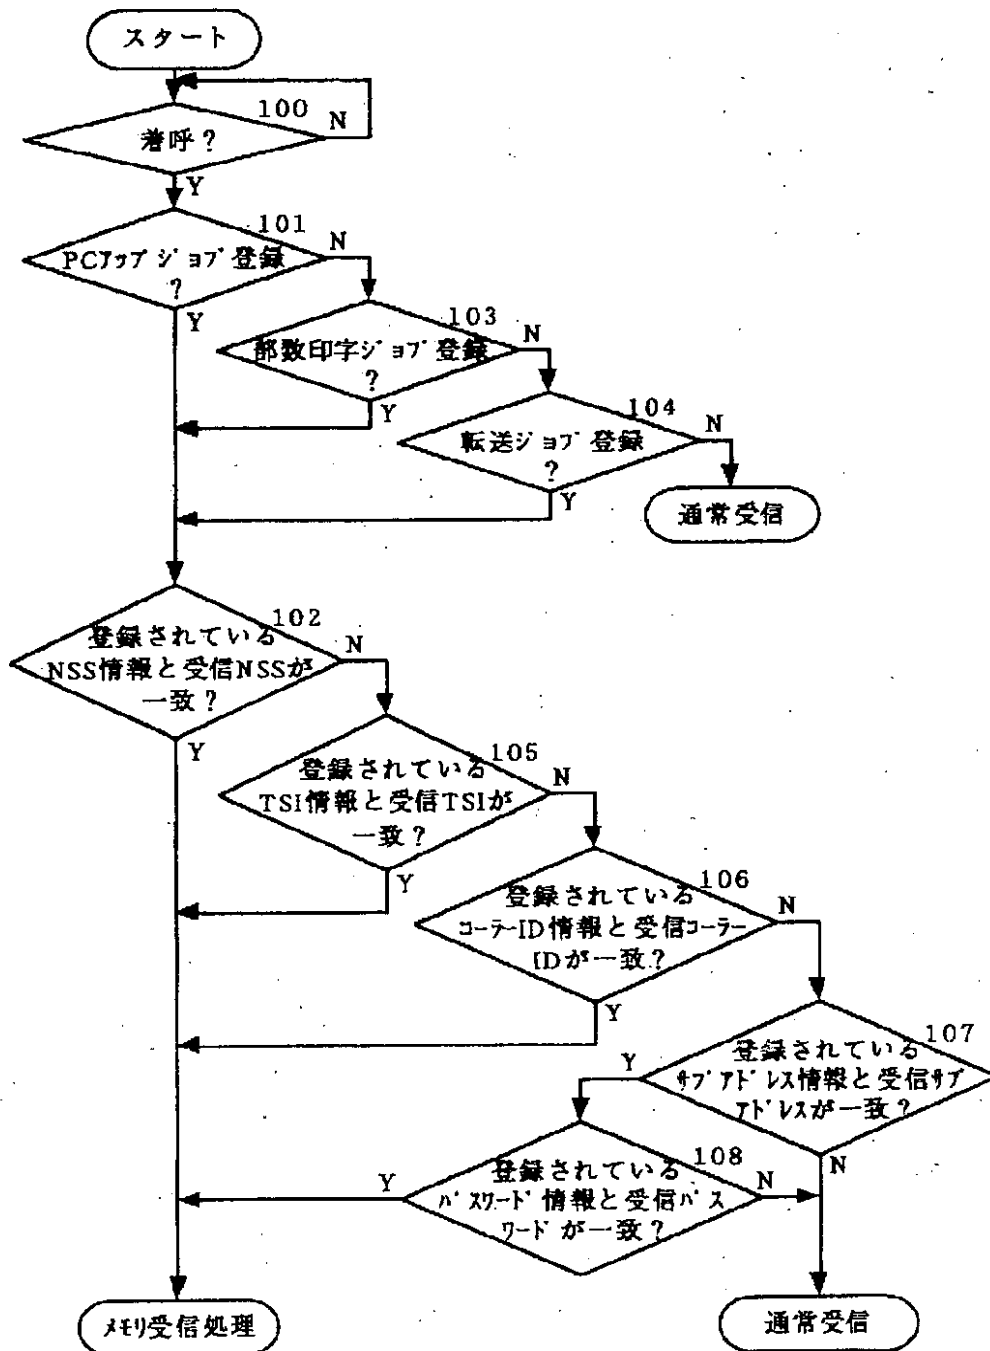 スタート
100
着呼?
N
Y
101
PCアップジョブ登録
?
N
Y
103
部数印字ジョブ登録
?
N
Y
104
転送ジョブ登録
?
N
Y
通常受信
102
登録されている
NSS情報と受信NSSが
一致?
N
Y
105
登録されている
TSI情報と受信TSIが
一致?
N
Y
106
登録されている
コーラーID情報と受信コーラー
IDが一致?
N
Y
107
登録されている
サブアドレス情報と受信サブ
アドレスが一致?
Y
N
108
登録されている
パスワード情報と受信パス
ワードが一致?
Y
N
メモリ受信処理
通常受信